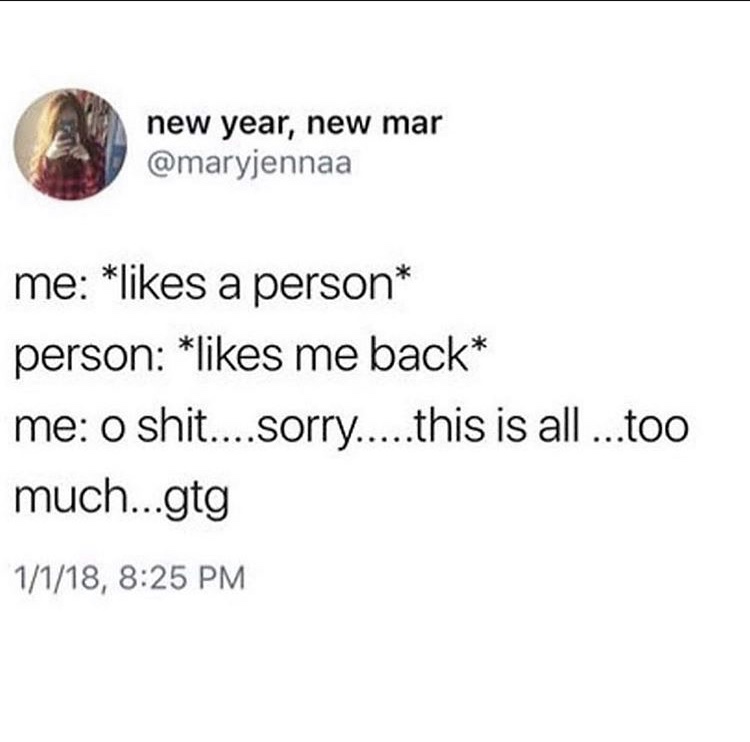 new year, new mar
@maryjennaa
me: *likes a person*
person: *likes me back*
me: o shit....sorry.....this is all ...too
much...gtg
1/1/18, 8:25 PM